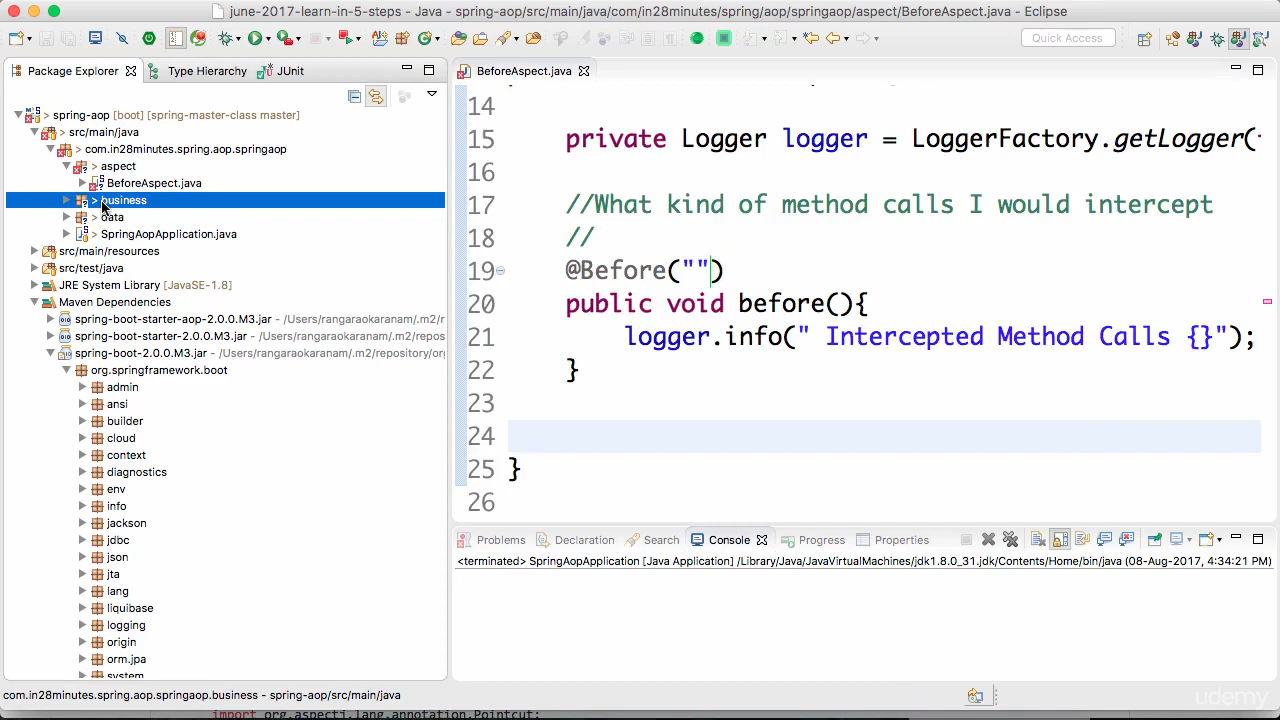 june-2017-learn-in-5-steps - Java - spring-aop/src/main/java/com/in28minutes/spring/aop/springaop/aspect/BeforeAspect.java - Eclipse
Quick Access
Package Explorer Type Hierarchy JUnit
BeforeAspect.java
> spring-aop [boot] [spring-master-class master]
> src/main/java
> com.in28minutes.spring.aop.springaop
> aspect
BeforeAspect.java
> business
> data
> SpringAopApplication.java
src/main/resources
src/test/java
JRE System Library [JavaSE-1.8]
Maven Dependencies
spring-boot-starter-aop-2.0.0.M3.jar - /Users/rangaraokaranam/.m2/r
spring-boot-starter-2.0.0.M3.jar - /Users/rangaraokaranam/.m2/repos
spring-boot-2.0.0.M3.jar - /Users/rangaraokaranam/.m2/repository/org
org.springframework.boot
admin
ansi
builder
cloud
context
diagnostics
env
info
jackson
jdbc
json
jta
lang
liquibase
logging
origin
orm.jpa
system
14
15 private Logger logger = LoggerFactory.getLogger(
16
17 //What kind of method calls I would intercept
18 //
19 @Before("")
20 public void before(){
21 logger.info(" Intercepted Method Calls {}");
22 }
23
24
25 }
26
Problems Declaration Search Console Progress Properties
<terminated> SpringAopApplication [Java Application] /Library/Java/JavaVirtualMachines/jdk1.8.0_31.jdk/Contents/Home/bin/java (08-Aug-2017, 4:34:21 PM)
com.in28minutes.spring.aop.springaop.business - spring-aop/src/main/java
udemy
import org.aspectj.lang.annotation.Pointcut;